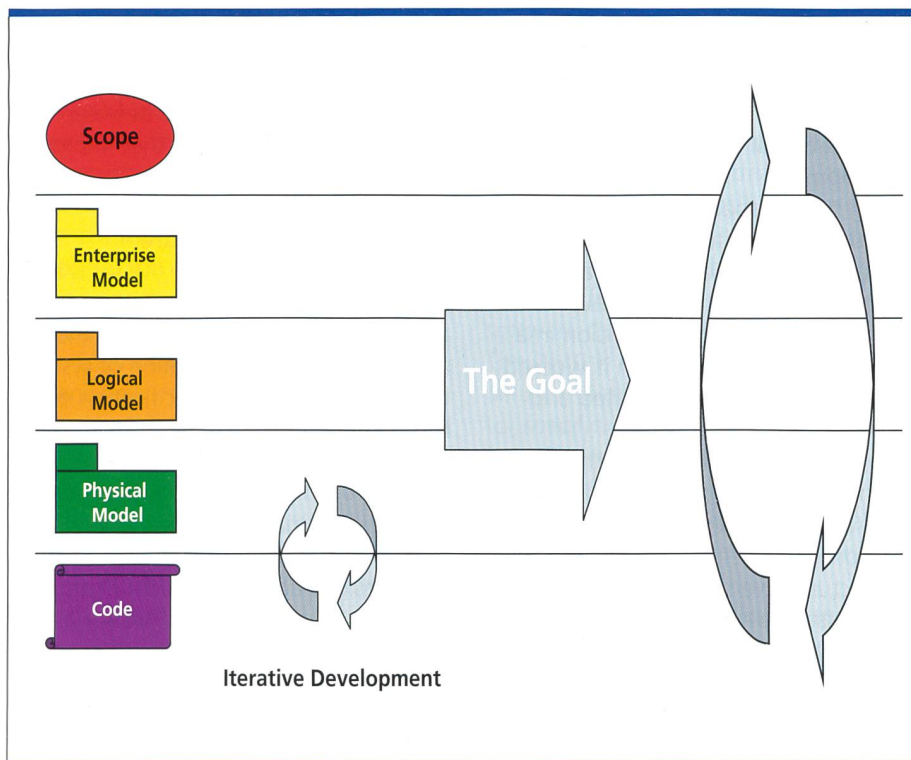 Scope
Enterprise
Model
Logical
Model
The Goal
Physical
Model
Code
Iterative Development